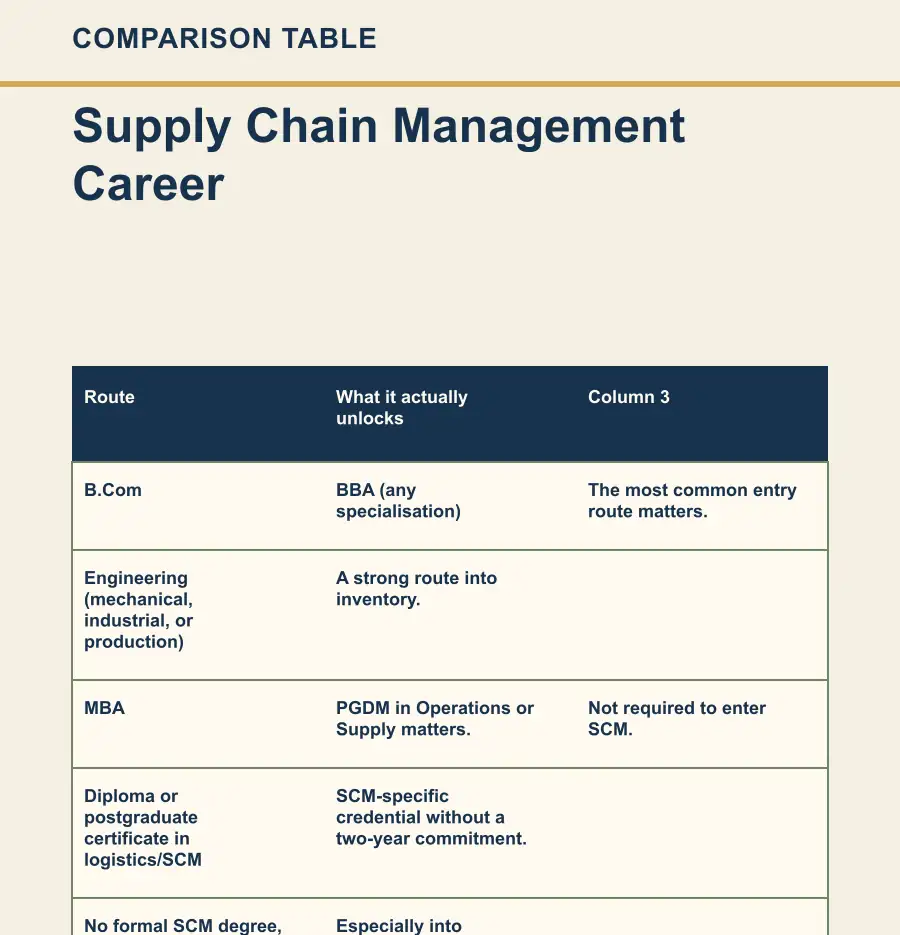 COMPARISON TABLE
Supply Chain Management
Career
Route
What it actually
unlocks
Column 3
B.Com
BBA (any
specialisation)
The most common entry
route matters.
Engineering
(mechanical,
industrial, or
production)
A strong route into
inventory.
MBA
PGDM in Operations or
Supply matters.
Not required to enter
SCM.
Diploma or
postgraduate
certificate in
logistics/SCM
SCM-specific
credential without a
two-year commitment.
No formal SCM degree,
Especially into